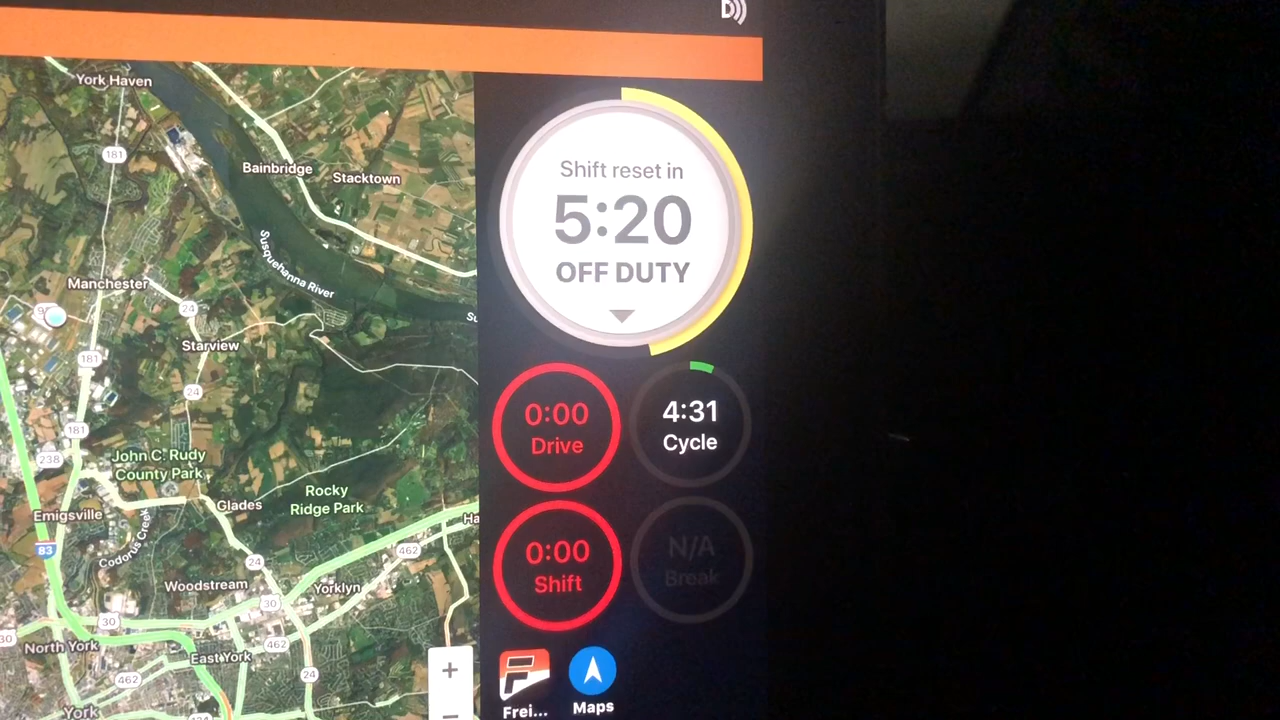 York Haven
181
Bainbridge
Stacktown
Susquehanna River
Manchester
24
Starview
181
24
181
238
John C. Rudy
County Park
Rocky
Ridge Park
Glades
Emigsville
Codorus Creek
83
462
24
Woodstream
Yorklyn
30
30
30
North York
462
East York
462
24
York
+
−
Shift reset in
5:20
OFF DUTY
0:00
Drive
4:31
Cycle
0:00
Shift
N/A
Break
Frei...
Maps